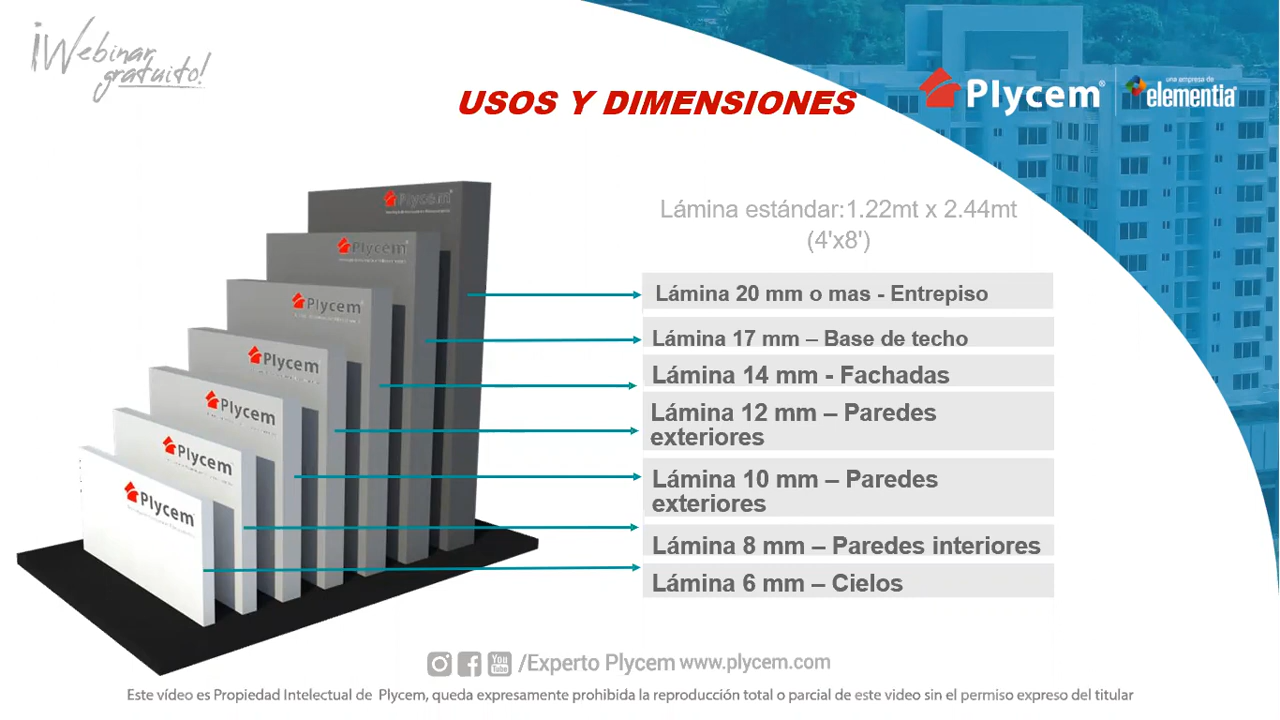 ¡Webinar
gratuito!
USOS Y DIMENSIONES
Plycem®
una empresa de
elementia
Lámina estándar:1.22mt x 2.44mt
(4'x8')
Plycem
Plycem
Plycem
Plycem
Plycem
Plycem
Plycem
Lámina 20 mm o mas - Entrepiso
Lámina 17 mm – Base de techo
Lámina 14 mm - Fachadas
Lámina 12 mm – Paredes
exteriores
Lámina 10 mm – Paredes
exteriores
Lámina 8 mm – Paredes interiores
Lámina 6 mm – Cielos
You
Tube
/Experto Plycem www.plycem.com
Este vídeo es Propiedad Intelectual de Plycem, queda expresamente prohibida la reproducción total o parcial de este video sin el permiso expreso del titular